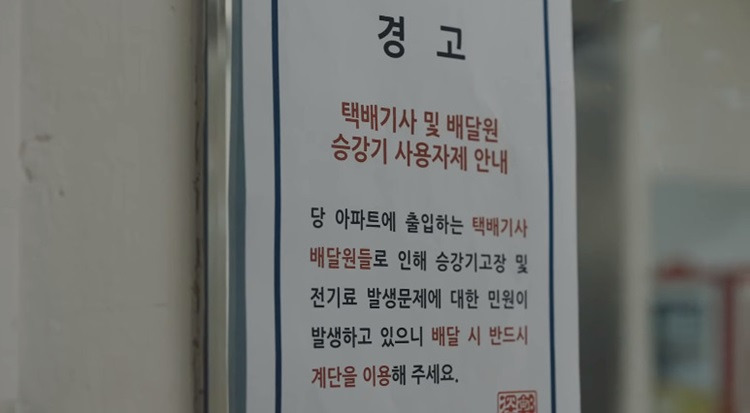 경 고
택배기사 및 배달원
승강기 사용자제 안내
당 아파트에 출입하는 택배기사
배달원들로 인해 승강기고장 및
전기료 발생문제에 대한 민원이
발생하고 있으니 배달 시 반드시
계단을 이용해 주세요.